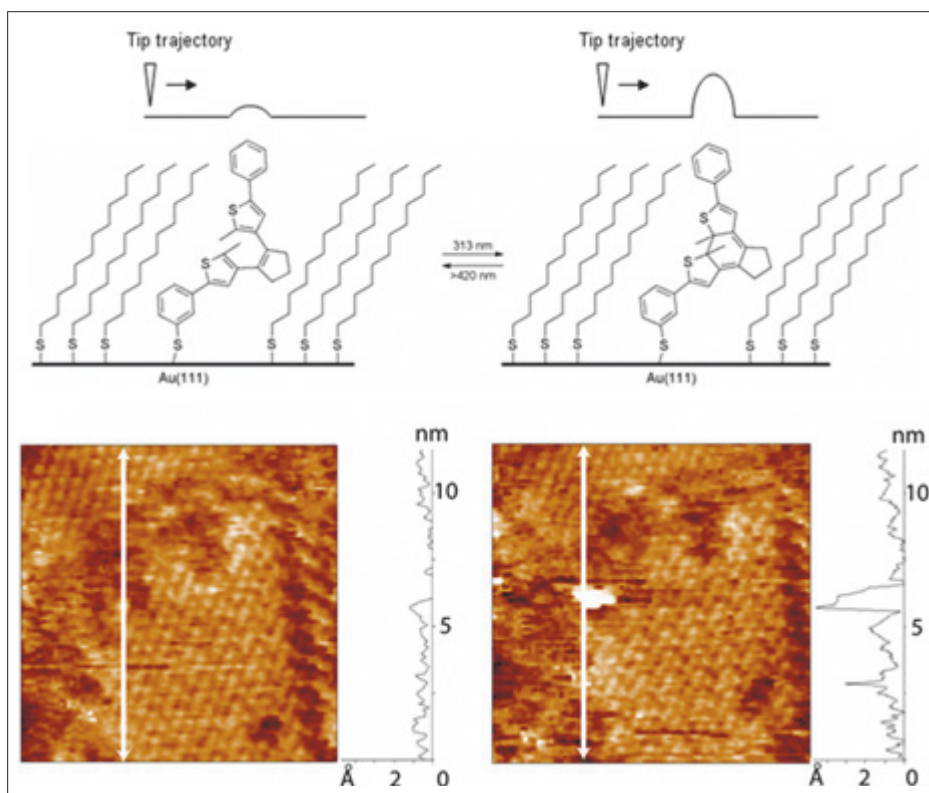 Tip trajectory
Tip trajectory
S
S
313 nm
>420 nm
S
S
S S S S S S S
S S S S S S S
Au(111)
Au(111)
nm
nm
10
10
5
5
Å 2 0
Å 2 0